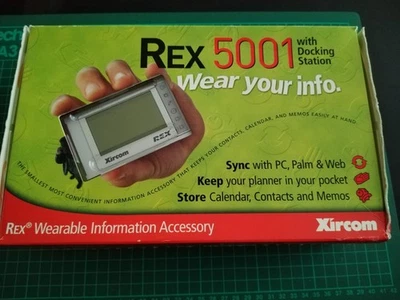 REX 5001 with
Docking
Station
Wear your info.
THE SMALLEST MOST CONVENIENT INFORMATION ACCESSORY THAT KEEPS YOUR CONTACTS, CALENDAR, AND MEMOS EASILY AT HAND.
REX
Xircom
Sync with PC, Palm & Web
Keep your planner in your pocket
Store Calendar, Contacts and Memos
REX® Wearable Information Accessory
Xircom